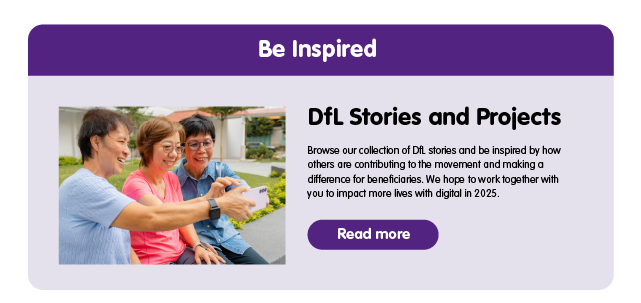 Be Inspired
DfL Stories and Projects
Browse our collection of DfL stories and be inspired by how
others are contributing to the movement and making a
difference for beneficiaries. We hope to work together with
you to impact more lives with digital in 2025.
Read more